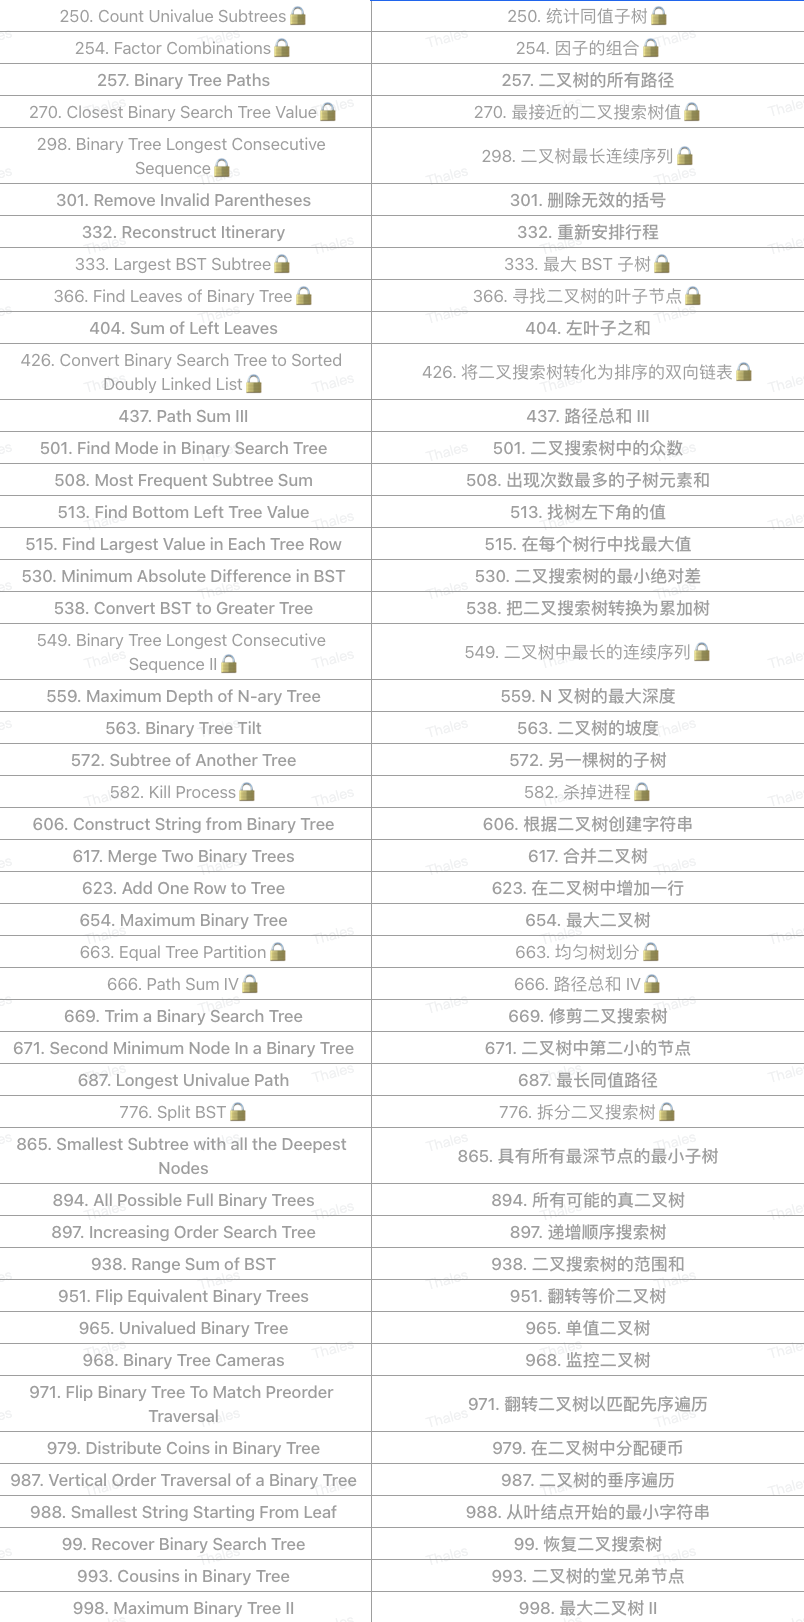 250. Count Univalue Subtrees🔒 250. 统计同值子树🔒
254. Factor Combinations🔒 254. 因子的组合🔒
257. Binary Tree Paths 257. 二叉树的所有路径
270. Closest Binary Search Tree Value🔒 270. 最接近的二叉搜索树值🔒
298. Binary Tree Longest Consecutive
Sequence🔒
298. 二叉树最长连续序列🔒
301. Remove Invalid Parentheses 301. 删除无效的括号
332. Reconstruct Itinerary 332. 重新安排行程
333. Largest BST Subtree🔒 333. 最大 BST 子树🔒
366. Find Leaves of Binary Tree🔒 366. 寻找二叉树的叶子节点🔒
404. Sum of Left Leaves 404. 左叶子之和
426. Convert Binary Search Tree to Sorted
Doubly Linked List🔒
426. 将二叉搜索树转化为排序的双向链表🔒
437. Path Sum III 437. 路径总和 III
501. Find Mode in Binary Search Tree 501. 二叉搜索树中的众数
508. Most Frequent Subtree Sum 508. 出现次数最多的子树元素和
513. Find Bottom Left Tree Value 513. 找树左下角的值
515. Find Largest Value in Each Tree Row 515. 在每个树行中找最大值
530. Minimum Absolute Difference in BST 530. 二叉搜索树的最小绝对差
538. Convert BST to Greater Tree 538. 把二叉搜索树转换为累加树
549. Binary Tree Longest Consecutive
Sequence II🔒
549. 二叉树中最长的连续序列🔒
559. Maximum Depth of N-ary Tree 559. N 叉树的最大深度
563. Binary Tree Tilt 563. 二叉树的坡度
572. Subtree of Another Tree 572. 另一棵树的子树
582. Kill Process🔒 582. 杀掉进程🔒
606. Construct String from Binary Tree 606. 根据二叉树创建字符串
617. Merge Two Binary Trees 617. 合并二叉树
623. Add One Row to Tree 623. 在二叉树中增加一行
654. Maximum Binary Tree 654. 最大二叉树
663. Equal Tree Partition🔒 663. 均匀树划分🔒
666. Path Sum IV🔒 666. 路径总和 IV🔒
669. Trim a Binary Search Tree 669. 修剪二叉搜索树
671. Second Minimum Node In a Binary Tree 671. 二叉树中第二小的节点
687. Longest Univalue Path 687. 最长同值路径
776. Split BST🔒 776. 拆分二叉搜索树🔒
865. Smallest Subtree with all the Deepest
Nodes
865. 具有所有最深节点的最小子树
894. All Possible Full Binary Trees 894. 所有可能的真二叉树
897. Increasing Order Search Tree 897. 递增顺序搜索树
938. Range Sum of BST 938. 二叉搜索树的范围和
951. Flip Equivalent Binary Trees 951. 翻转等价二叉树
965. Univalued Binary Tree 965. 单值二叉树
968. Binary Tree Cameras 968. 监控二叉树
971. Flip Binary Tree To Match Preorder
Traversal
971. 翻转二叉树以匹配先序遍历
979. Distribute Coins in Binary Tree 979. 在二叉树中分配硬币
987. Vertical Order Traversal of a Binary Tree 987. 二叉树的垂序遍历
988. Smallest String Starting From Leaf 988. 从叶结点开始的最小字符串
99. Recover Binary Search Tree 99. 恢复二叉搜索树
993. Cousins in Binary Tree 993. 二叉树的堂兄弟节点
998. Maximum Binary Tree II 998. 最大二叉树 II